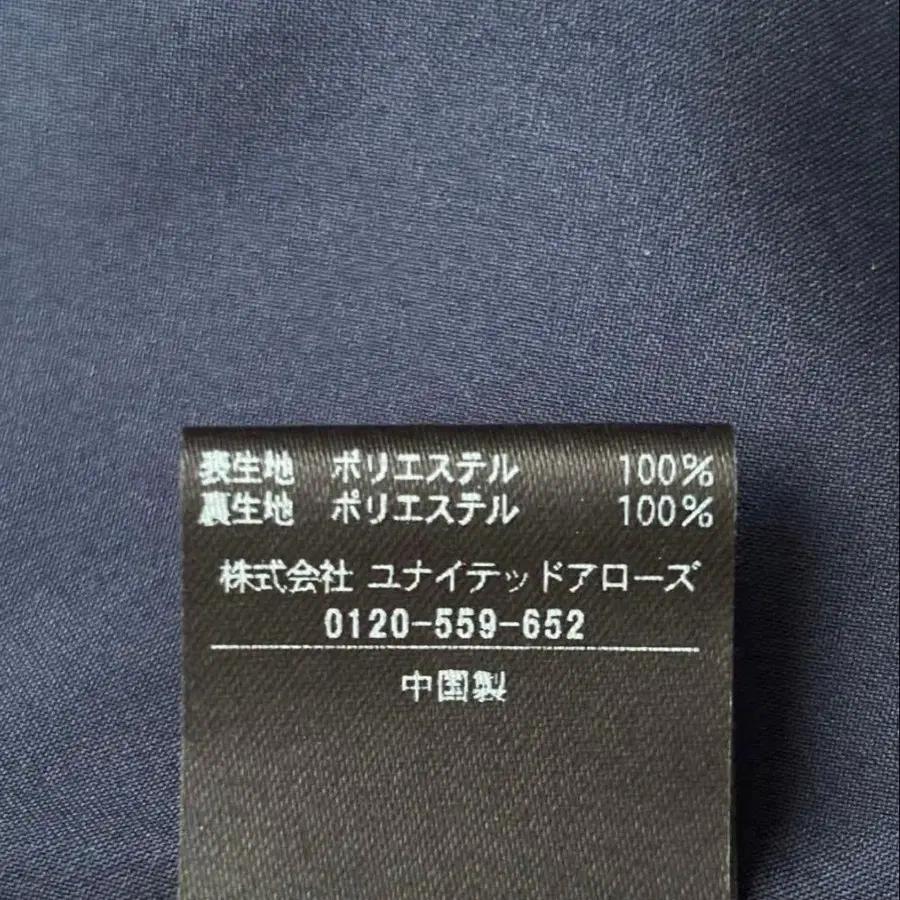 表生地 ポリエステル 100%
裏生地 ポリエステル 100%
株式会社 ユナイテッドアローズ
0120-559-652
中国製